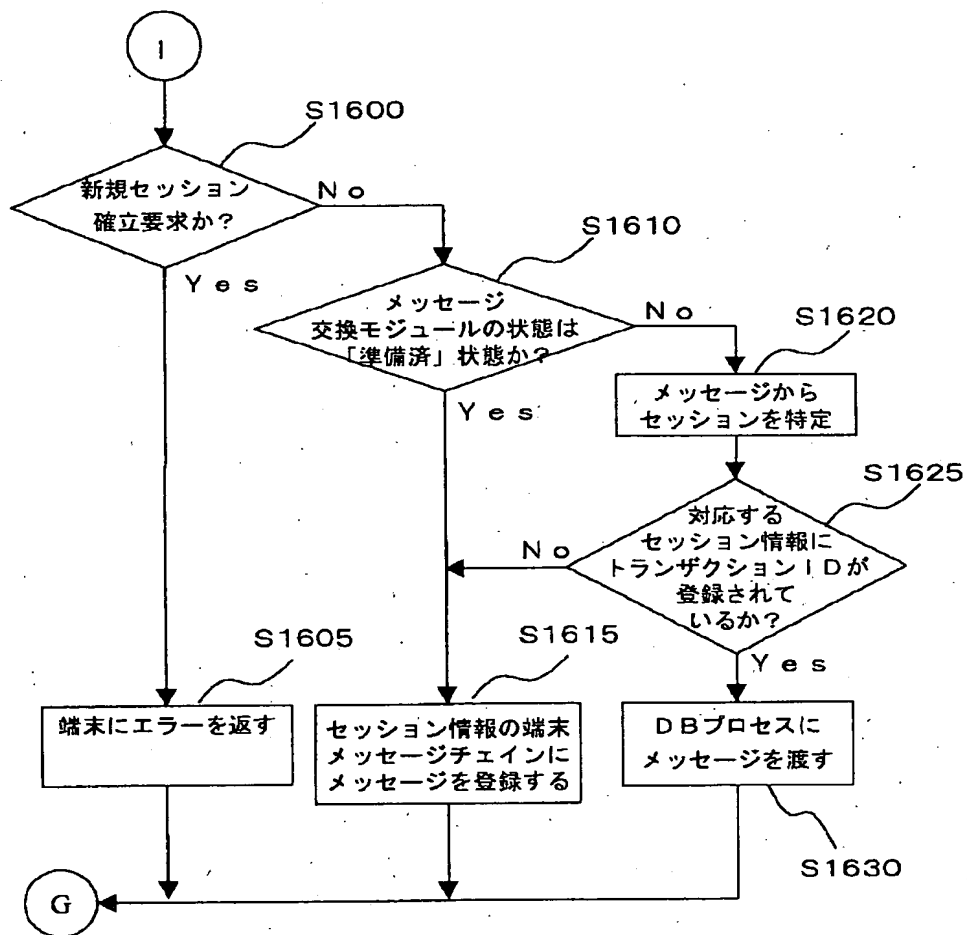 I
S1600
新規セッション
確立要求か?
No
Yes
S1610
メッセージ
交換モジュールの状態は
「準備済」状態か?
No
Yes
S1620
メッセージから
セッションを特定
S1625
対応する
セッション情報に
トランザクションIDが
登録されて
いるか?
No
Yes
S1605
端末にエラーを返す
S1615
セッション情報の端末
メッセージチェインに
メッセージを登録する
DBプロセスに
メッセージを渡す
S1630
G